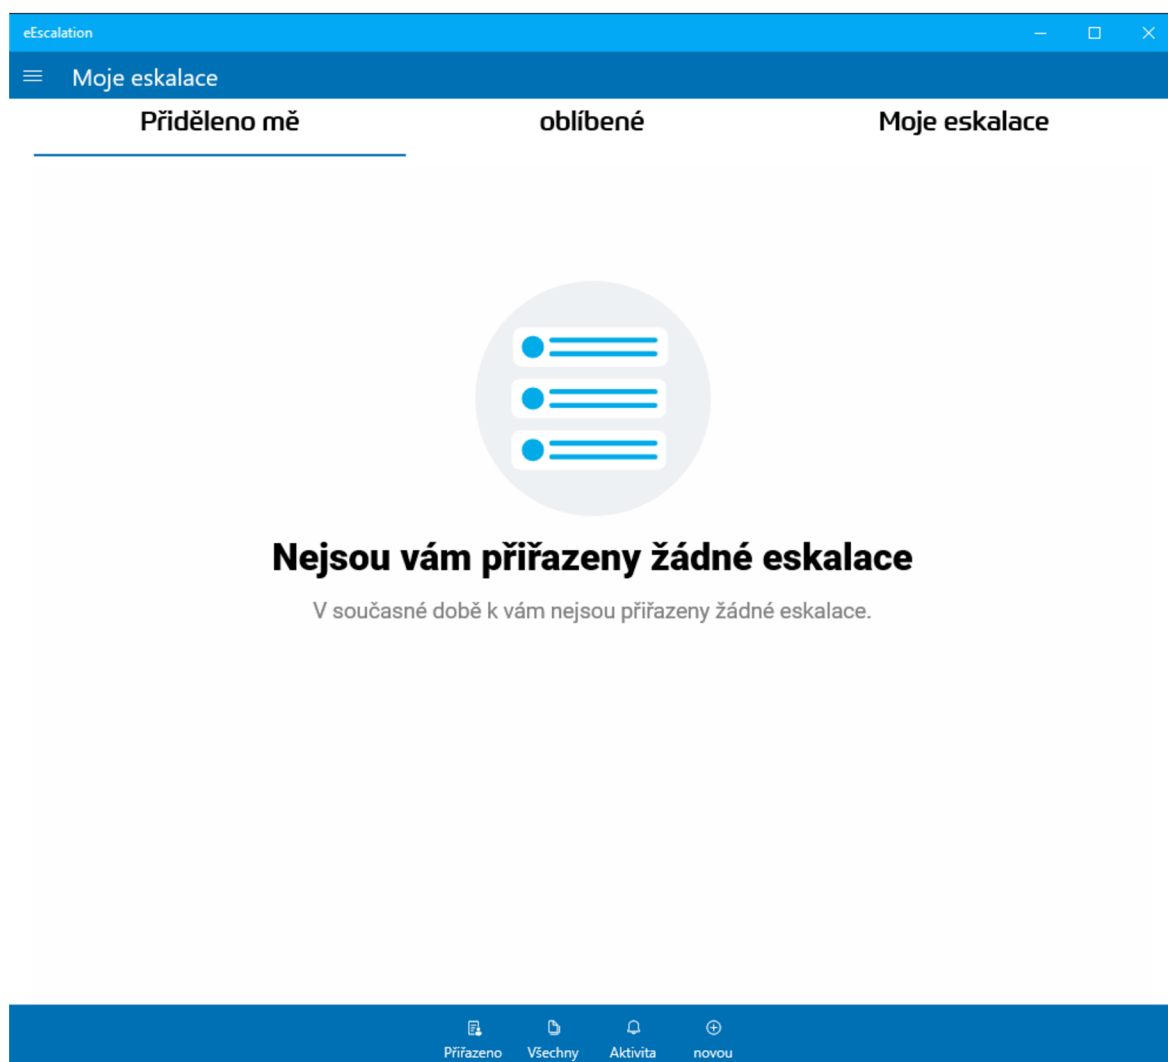 eEscalation
Moje eskalace
Přiděleno mě
oblíbené
Moje eskalace
Nejsou vám přiřazeny žádné eskalace
V současné době k vám nejsou přiřazeny žádné eskalace.
Přiřazeno
Všechny
Aktivita
novou